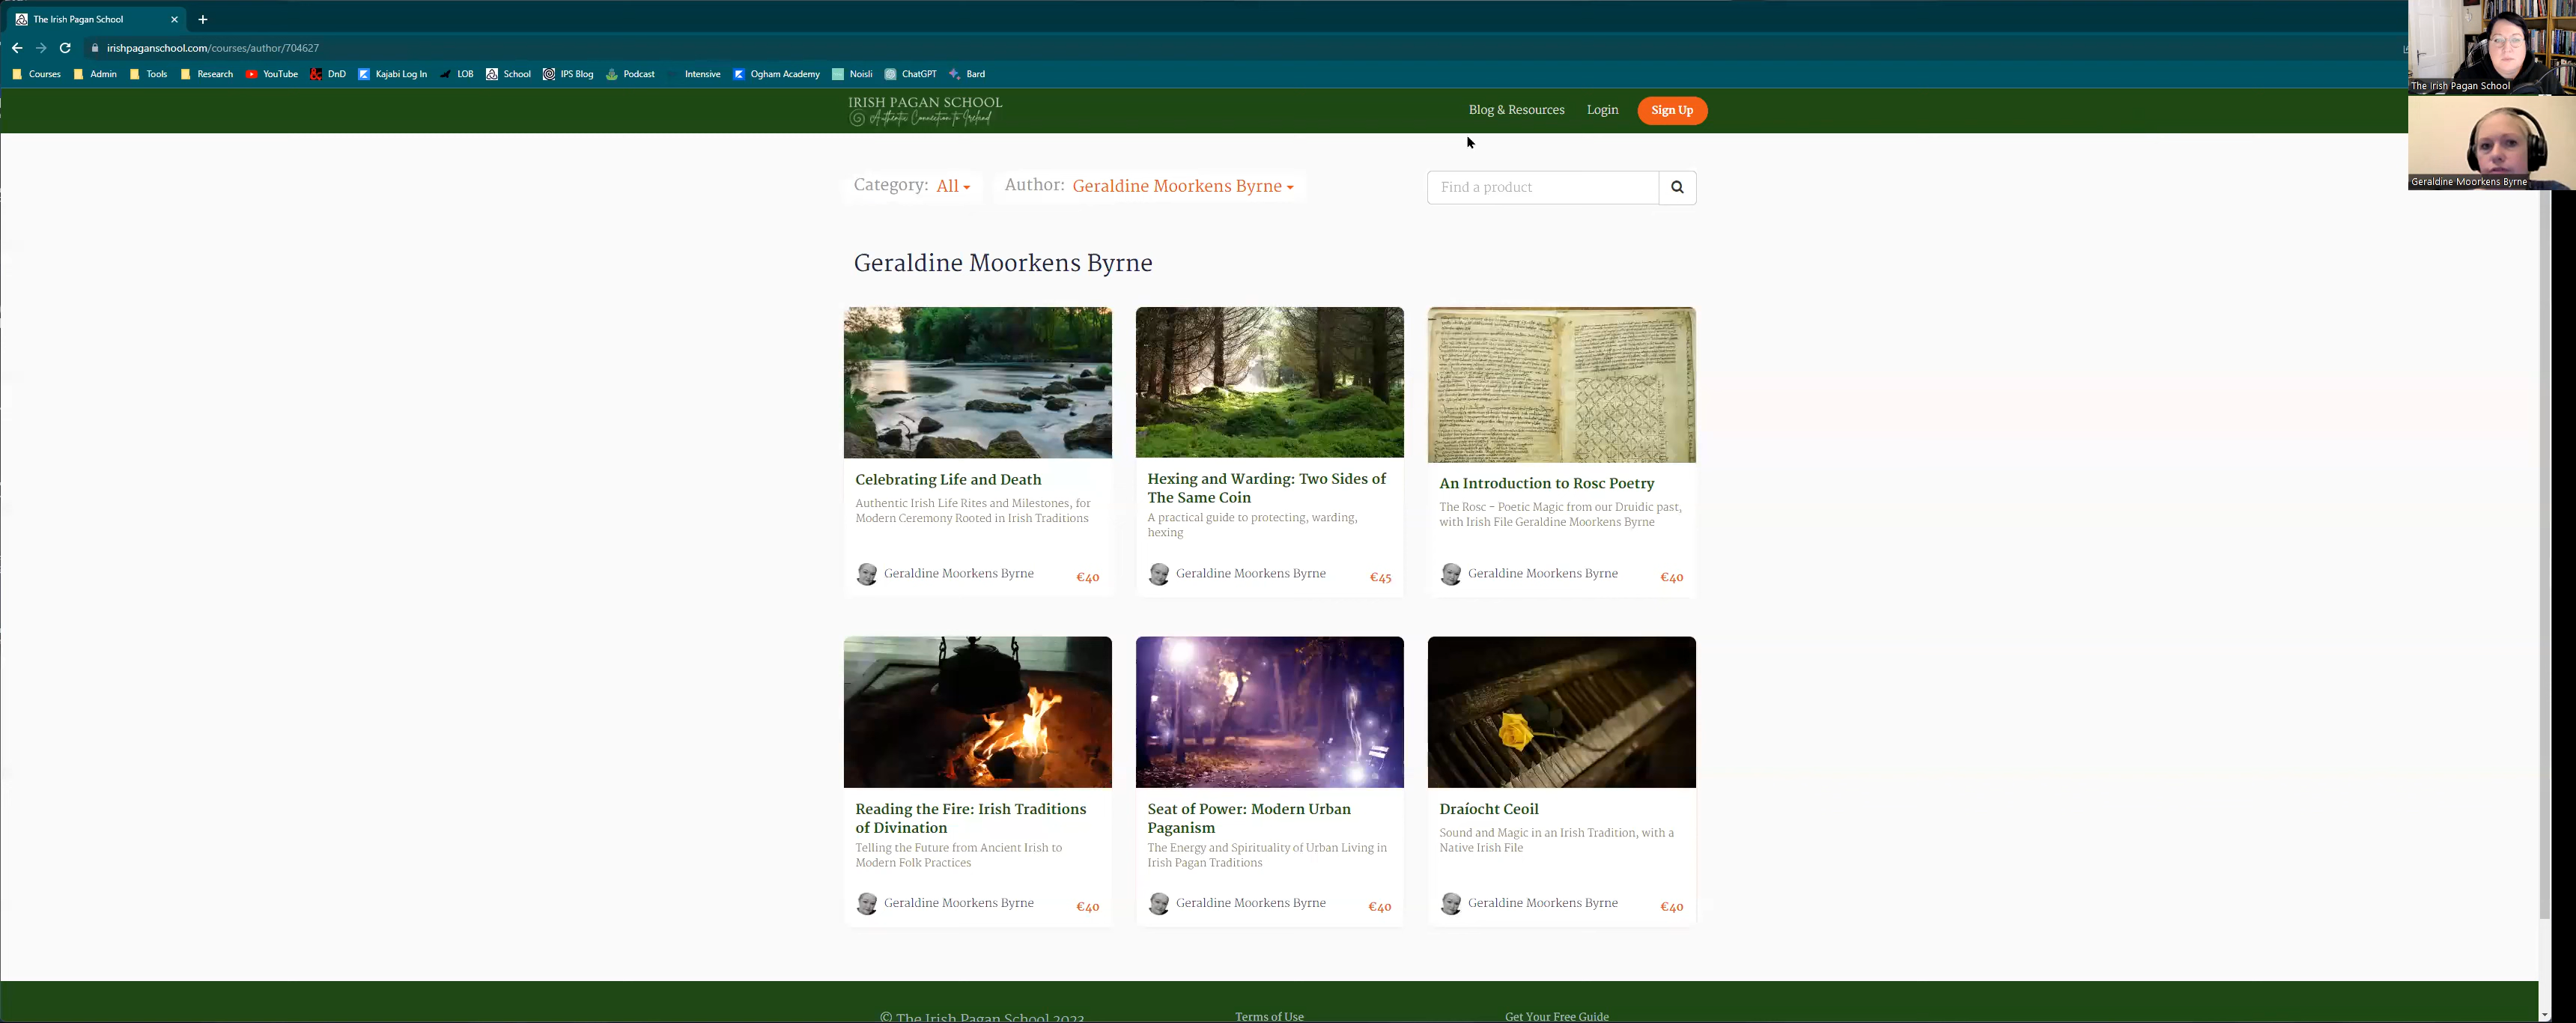 The Irish Pagan School
irishpaganschool.com/courses/author/704627
Courses Admin Tools Research YouTube DnD Kajabi Log In LOB School IPS Blog Podcast Intensive Ogham Academy Noisli ChatGPT Bard
The Irish Pagan School
Geraldine Moorkens Byrne
IRISH PAGAN SCHOOL
Authentic Connection to Ireland
Blog & Resources Login Sign Up
Category: All Author: Geraldine Moorkens Byrne Find a product
Geraldine Moorkens Byrne
Celebrating Life and Death
Authentic Irish Life Rites and Milestones, for
Modern Ceremony Rooted in Irish Traditions
Geraldine Moorkens Byrne €40
Hexing and Warding: Two Sides of
The Same Coin
A practical guide to protecting, warding,
hexing
Geraldine Moorkens Byrne €45
An Introduction to Rosc Poetry
The Rosc - Poetic Magic from our Druidic past,
with Irish File Geraldine Moorkens Byrne
Geraldine Moorkens Byrne €40
Reading the Fire: Irish Traditions
of Divination
Telling the Future from Ancient Irish to
Modern Folk Practices
Geraldine Moorkens Byrne €40
Seat of Power: Modern Urban
Paganism
The Energy and Spirituality of Urban Living in
Irish Pagan Traditions
Geraldine Moorkens Byrne €40
Draíocht Ceoil
Sound and Magic in an Irish Tradition, with a
Native Irish File
Geraldine Moorkens Byrne €40
© The Irish Pagan School 2023 Terms of Use Get Your Free Guide